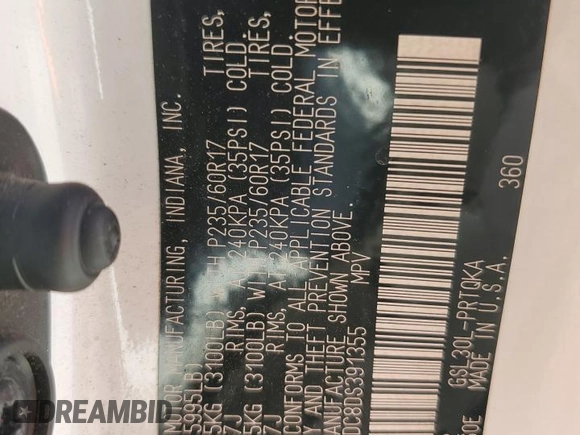 MOTOR MANUFACTURING, INDIANA, INC.
5995LB)
5KG (3100LB) WITH P235/60R17 TIRES,
7J RIMS, AT 240KPA (35PSI) COLD.
5KG (3100LB) WITH P235/60R17 TIRES,
7J RIMS, AT 240KPA (35PSI) COLD.
CONFORMS TO ALL APPLICABLE FEDERAL MOTOR
Y AND THEFT PREVENTION STANDARDS IN EFFE
ANUFACTURE SHOWN ABOVE.
DC8DS391355 MPV
360
GSL30L-PRTQKA
MADE IN U.S.A.
D R I V E G O O D